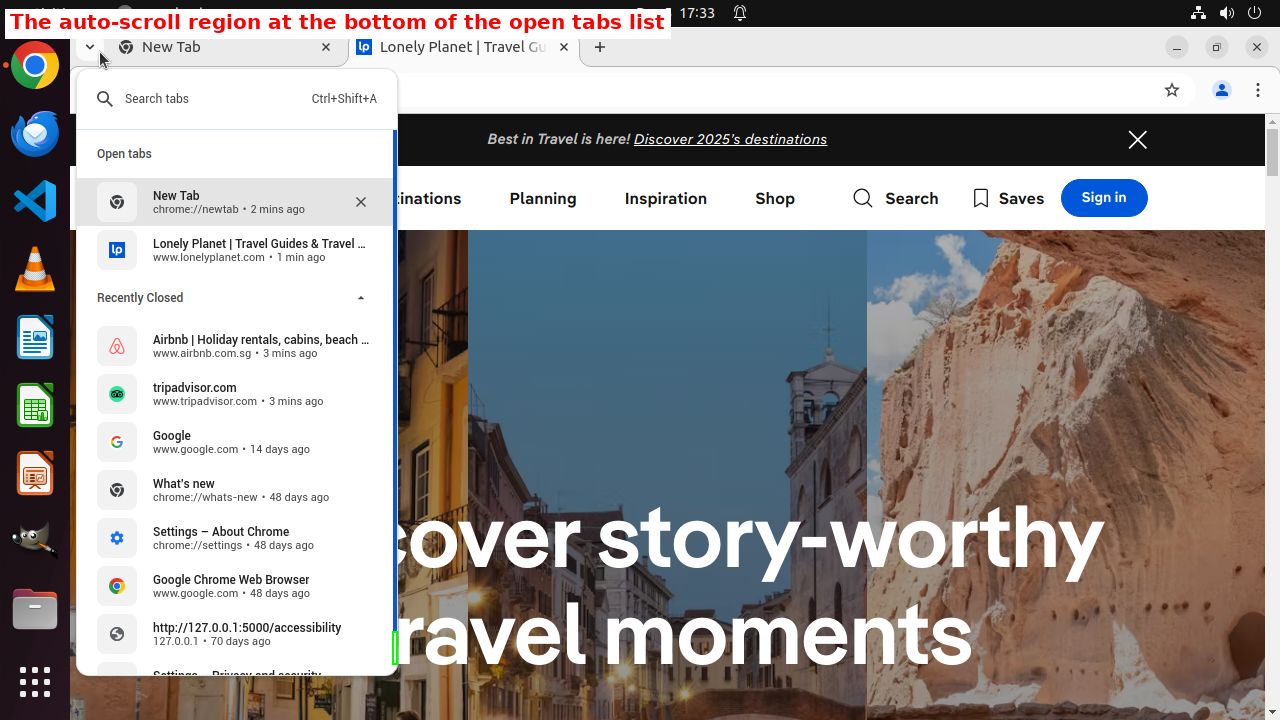 The auto-scroll region at the bottom of the open tabs list
17:33
New Tab
Lonely Planet | Travel Gu
Search tabs
Ctrl+Shift+A
Best in Travel is here! Discover 2025's destinations
Open tabs
New Tab
chrome://newtab • 2 mins ago
Planning
Inspiration
Shop
Search
Saves
Sign in
Lonely Planet | Travel Guides & Travel …
www.lonelyplanet.com • 1 min ago
Recently Closed
Airbnb | Holiday rentals, cabins, beach …
www.airbnb.com.sg • 3 mins ago
tripadvisor.com
www.tripadvisor.com • 3 mins ago
Google
www.google.com • 14 days ago
What's new
chrome://whats-new • 48 days ago
Settings – About Chrome
chrome://settings • 48 days ago
cover story-worthy
Google Chrome Web Browser
www.google.com • 48 days ago
http://127.0.0.1:5000/accessibility
127.0.0.1 • 70 days ago
ravel moments
Settings – Privacy and security